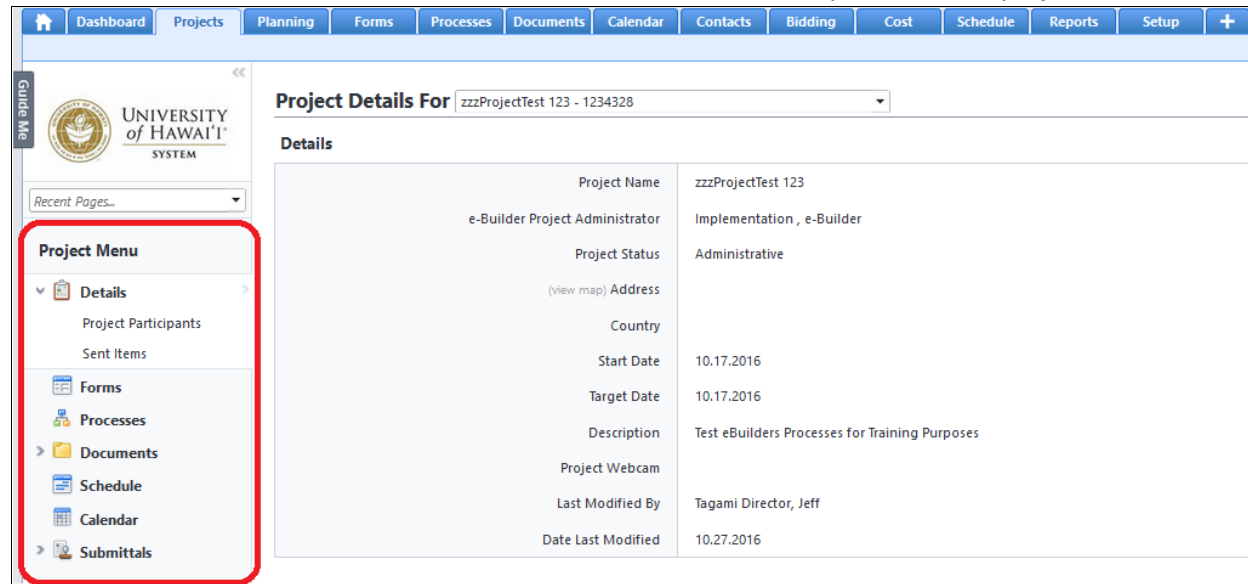 Dashboard Projects Planning Forms Processes Documents Calendar Contacts Bidding Cost Schedule Reports Setup +
«
Guide Me
UNIVERSITY
of HAWAIʻI®
SYSTEM
Recent Pages...
Project Menu
Details
Project Participants
Sent Items
Forms
Processes
Documents
Schedule
Calendar
Submittals
Project Details For zzzProjectTest 123 - 1234328
Details
Project Name zzzProjectTest 123
e-Builder Project Administrator Implementation , e-Builder
Project Status Administrative
(view map) Address
Country
Start Date 10.17.2016
Target Date 10.17.2016
Description Test eBuilders Processes for Training Purposes
Project Webcam
Last Modified By Tagami Director, Jeff
Date Last Modified 10.27.2016